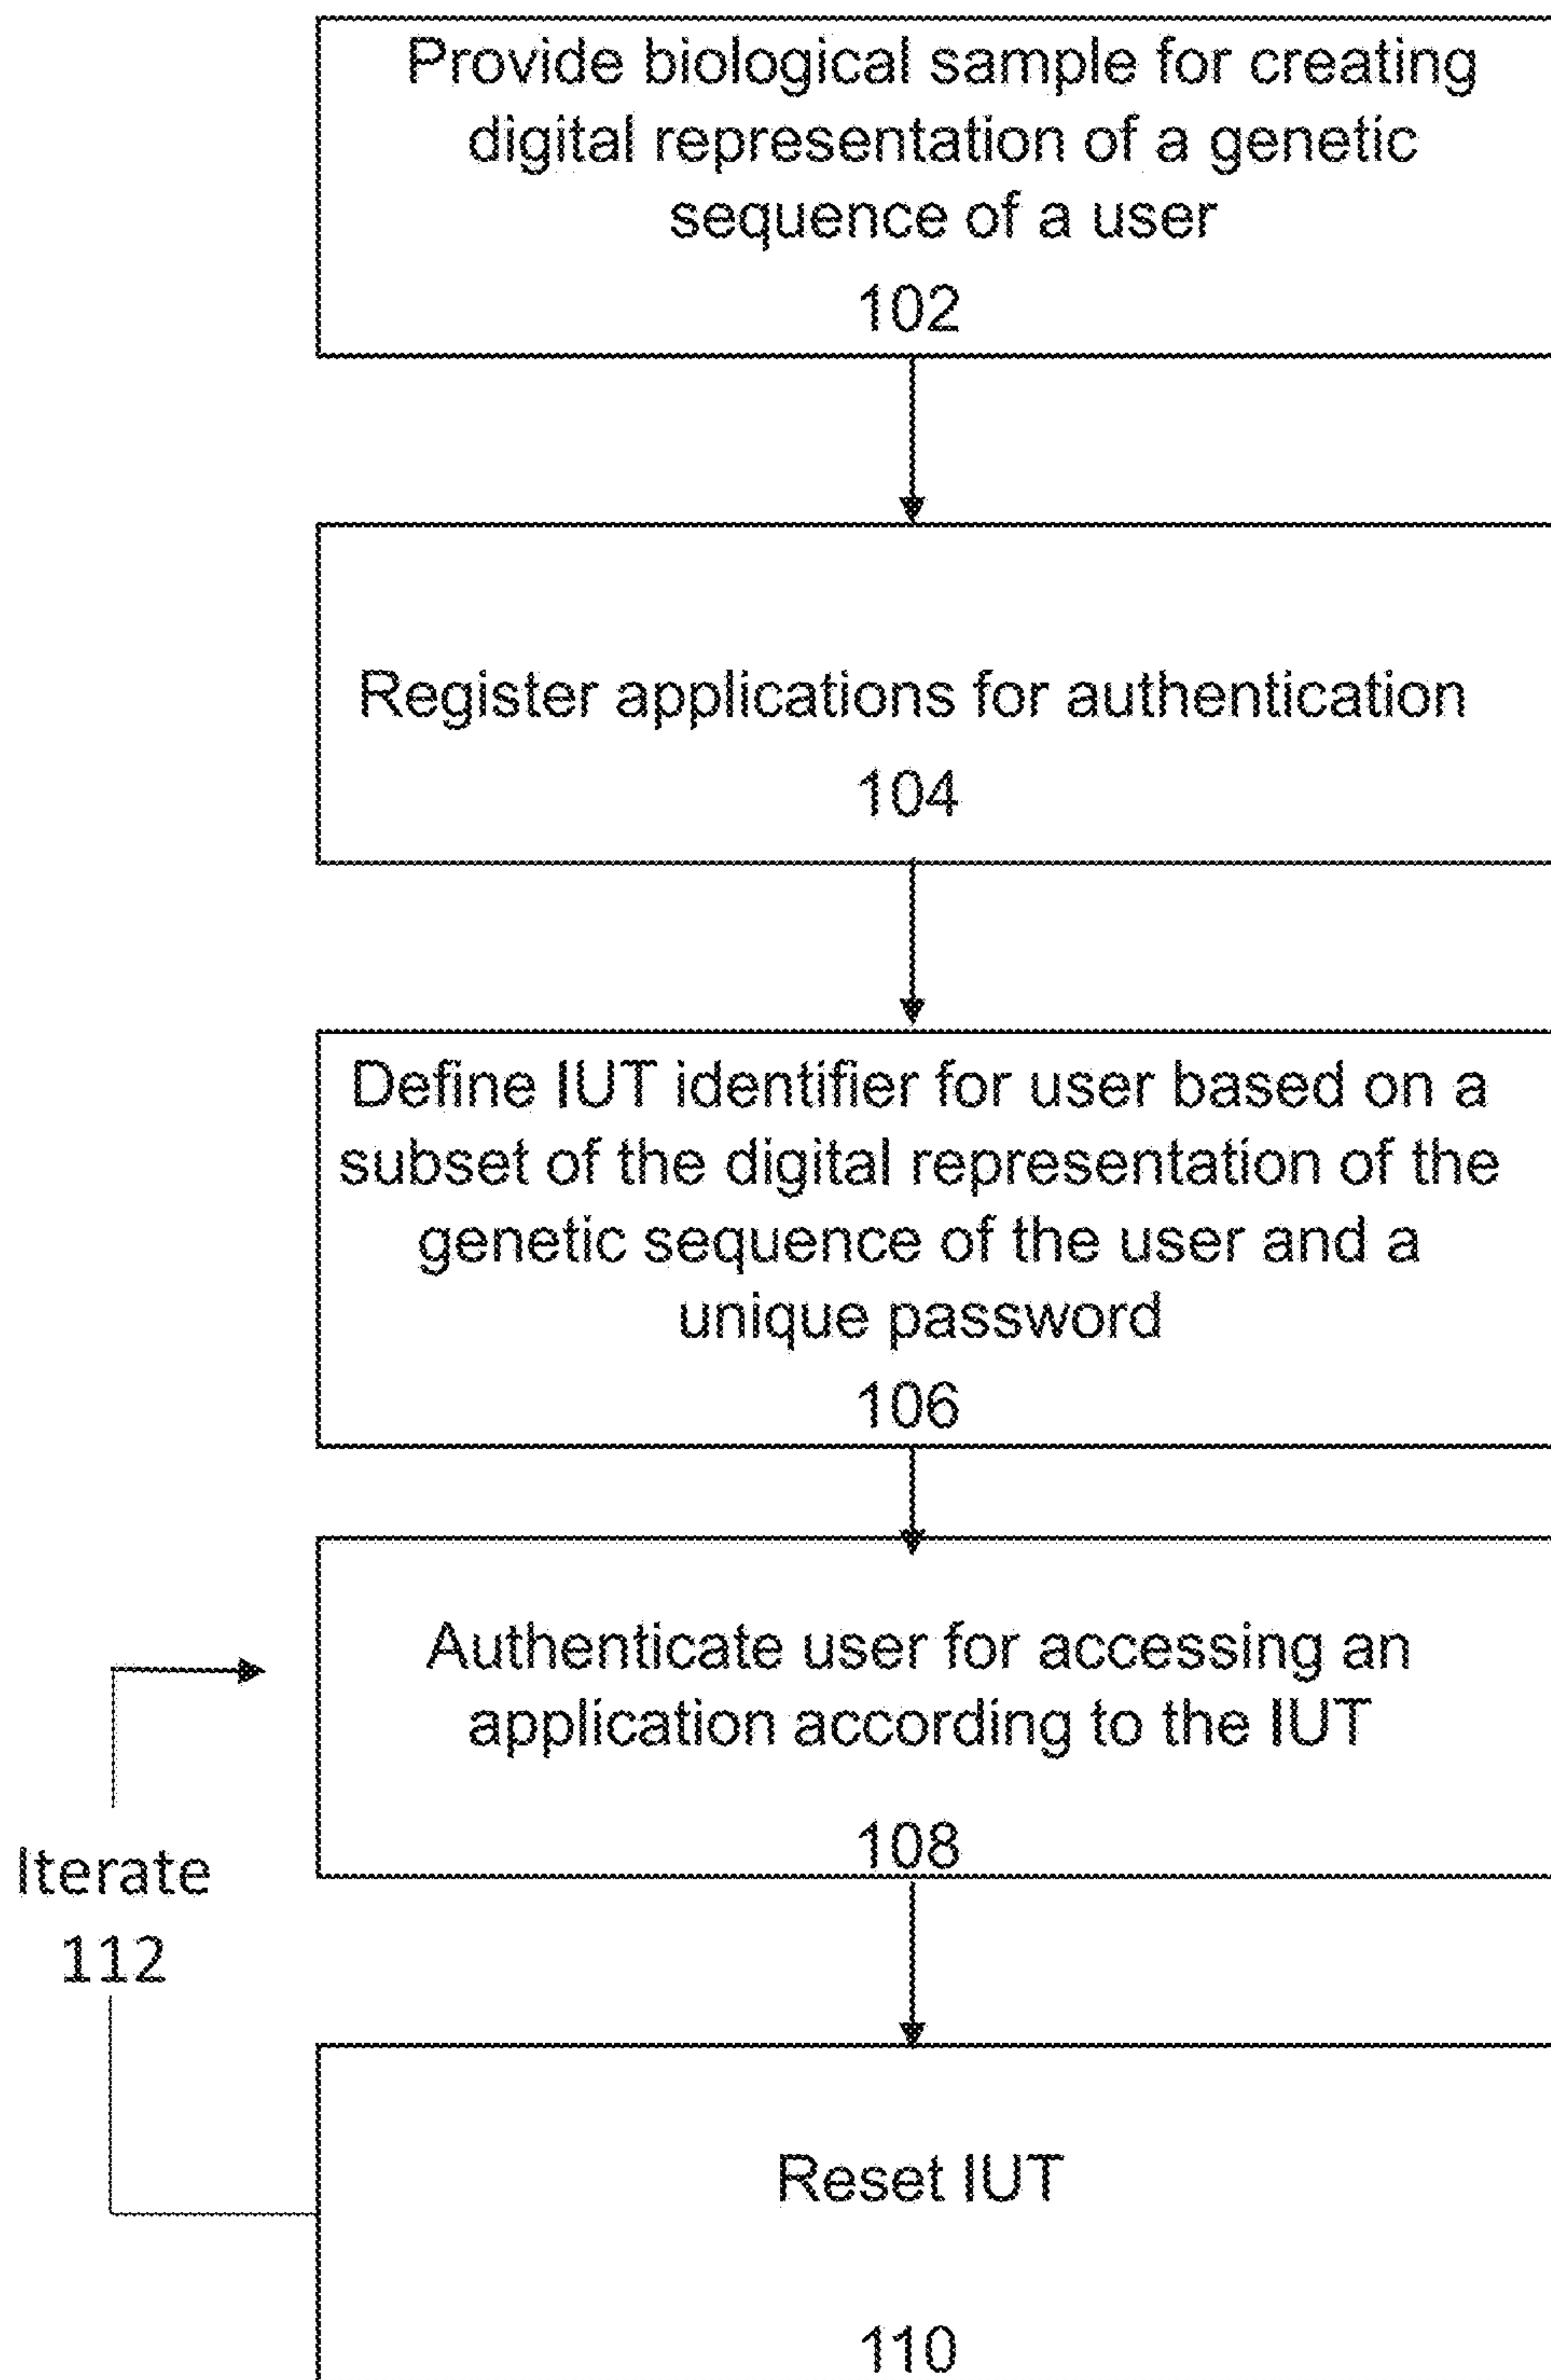 Provide biological sample for creating
digital representation of a genetic
sequence of a user
102
Register applications for authentication
104
Define IUT identifier for user based on a
subset of the digital representation of the
genetic sequence of the user and a
unique password
106
Authenticate user for accessing an
application according to the IUT
108
Iterate
112
Reset IUT
110